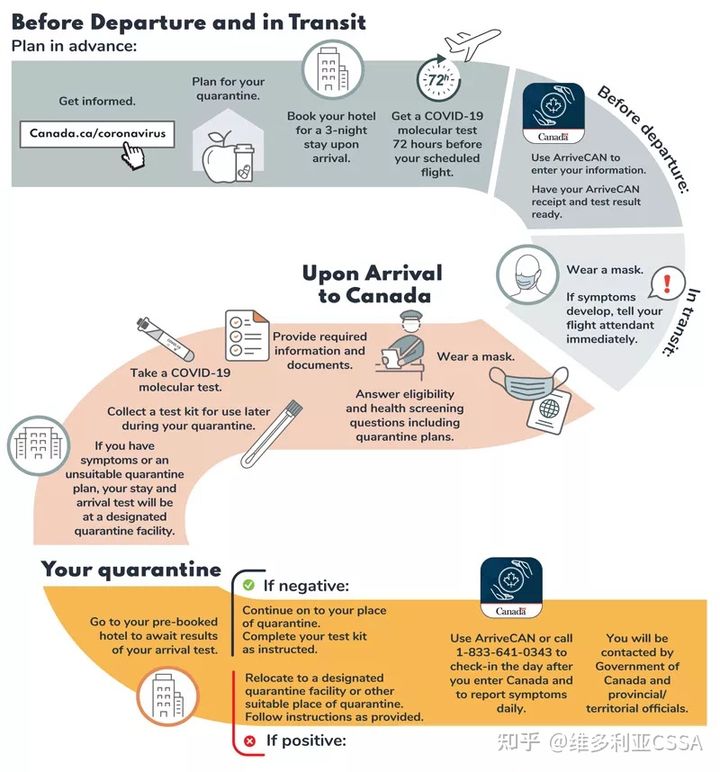 Before Departure and in Transit
Plan in advance:
Get informed.
Canada.ca/coronavirus
Plan for your
quarantine.
Book your hotel
for a 3-night
stay upon
arrival.
72h
Get a COVID-19
molecular test
72 hours before
your scheduled
flight.
Before departure:
Canada
Use ArriveCAN to
enter your information.
Have your ArriveCAN
receipt and test result
ready.
In transit:
Wear a mask.
If symptoms
develop, tell your
flight attendant
immediately.
!
Upon Arrival
to Canada
Wear a mask.
Answer eligibility
and health screening
questions including
quarantine plans.
Provide required
information and
documents.
Take a COVID-19
molecular test.
Collect a test kit for use later
during your quarantine.
If you have
symptoms or an
unsuitable quarantine
plan, your stay and
arrival test will be
at a designated
quarantine facility.
Your quarantine
Go to your pre-booked
hotel to await results
of your arrival test.
If negative:
Continue on to your place
of quarantine.
Complete your test kit
as instructed.
Relocate to a designated
quarantine facility or other
suitable place of quarantine.
Follow instructions as provided.
If positive:
Canada
Use ArriveCAN or call
1-833-641-0343 to
check-in the day after
you enter Canada and
to report symptoms
daily.
You will be
contacted by
Government of
Canada and
provincial/
territorial officials.
知乎 @维多利亚CSSA